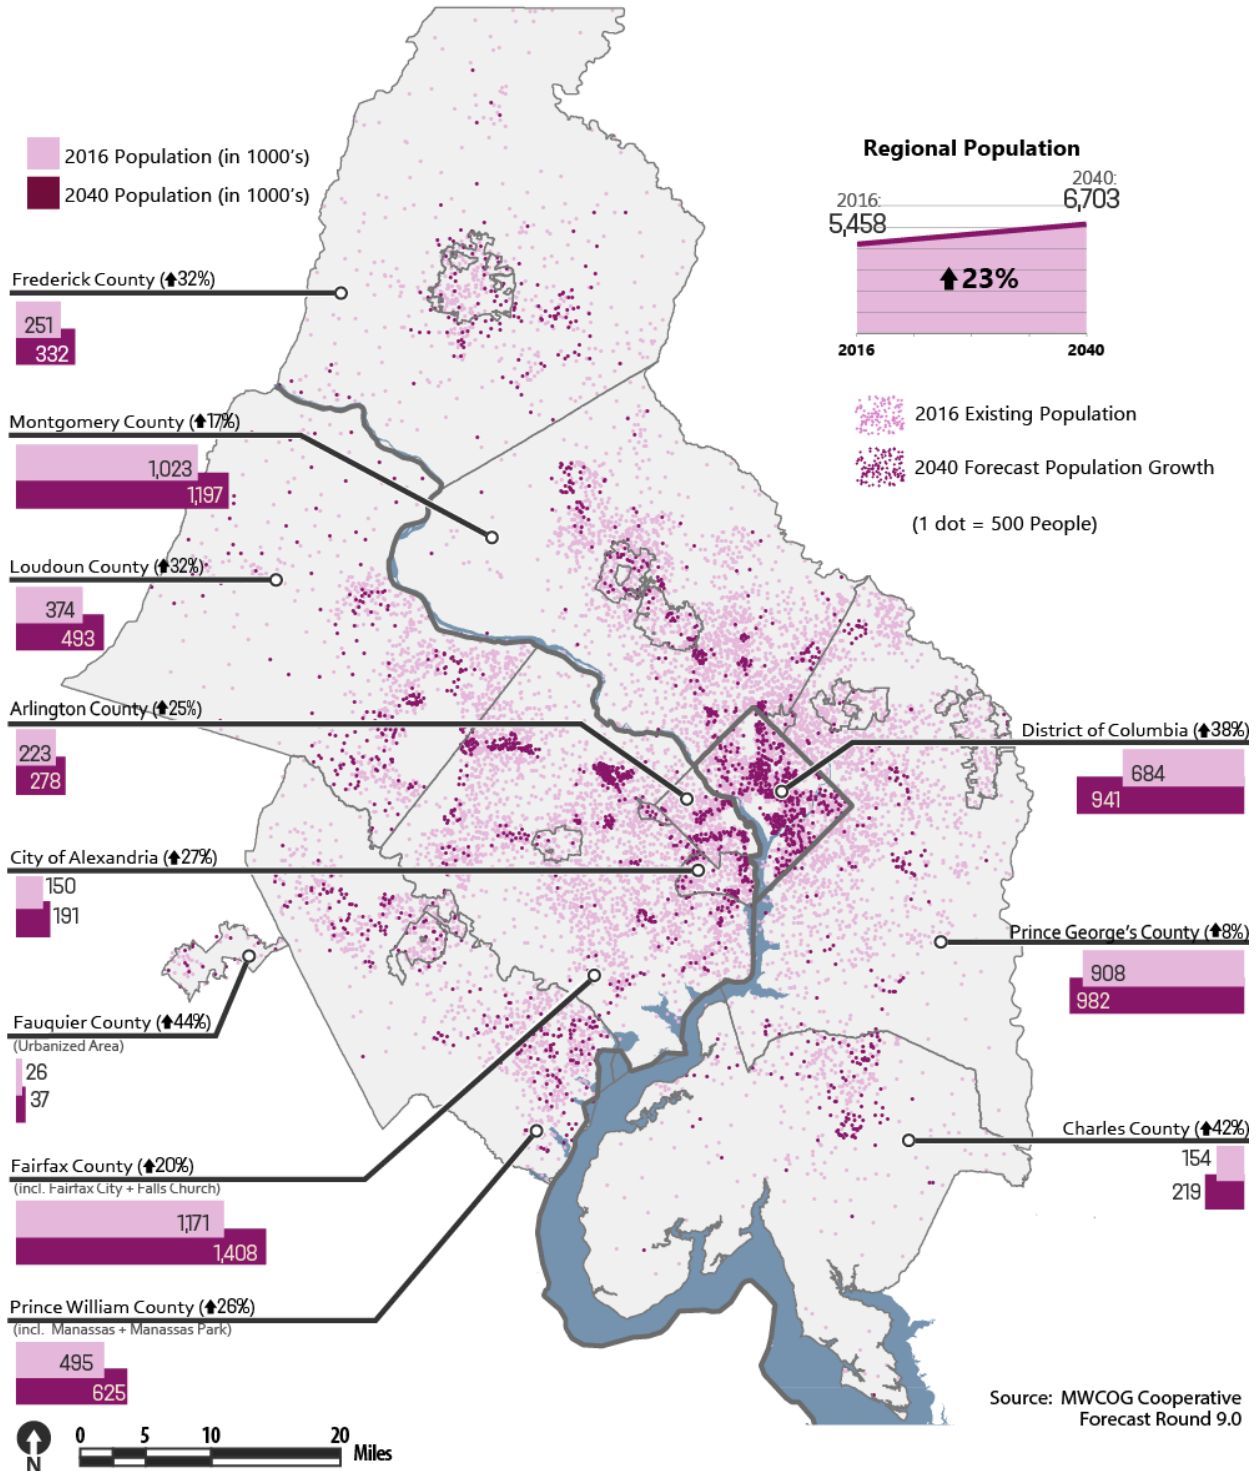 2016 Population (in 1000's)
2040 Population (in 1000's)
Regional Population
2016:
5,458
2040:
6,703
23%
2016
2040
2016 Existing Population
2040 Forecast Population Growth
(1 dot = 500 People)
Frederick County (⬆32%)
251
332
Montgomery County (⬆17%)
1,023
1,197
Loudoun County (⬆32%)
374
493
Arlington County (⬆25%)
223
278
City of Alexandria (⬆27%)
150
191
Fauquier County (⬆44%)
(Urbanized Area)
26
37
Fairfax County (⬆20%)
(incl. Fairfax City + Falls Church)
1,171
1,408
Prince William County (⬆26%)
(incl. Manassas + Manassas Park)
495
625
District of Columbia (⬆38%)
684
941
Prince George's County (⬆8%)
908
982
Charles County (⬆42%)
154
219
N
0 5 10 20
Miles
Source: MWCOG Cooperative
Forecast Round 9.0